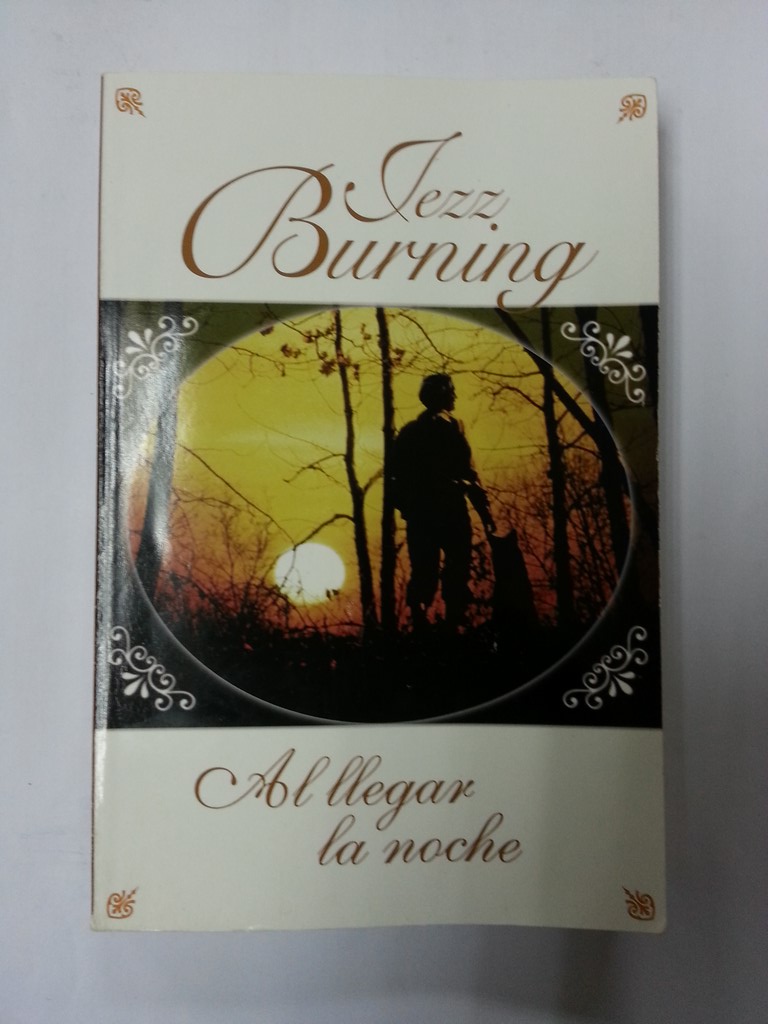 Jezz
Burning
Al llegar
la noche